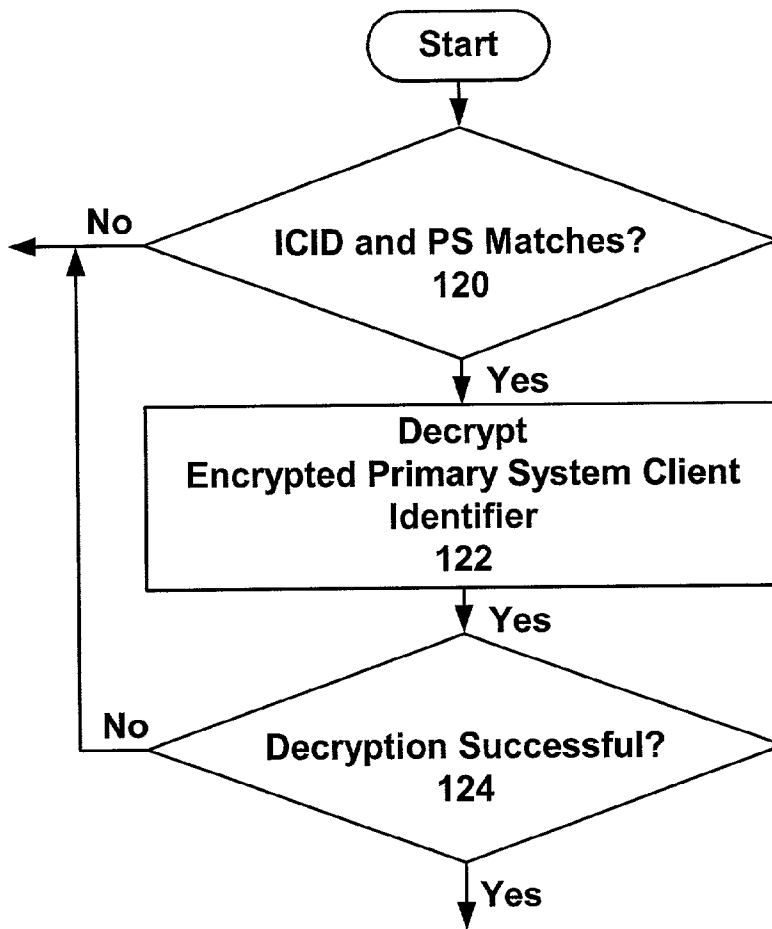 Start
No
ICID and PS Matches?
120
Yes
Decrypt
Encrypted Primary System Client
Identifier
122
Yes
No
Decryption Successful?
124
Yes